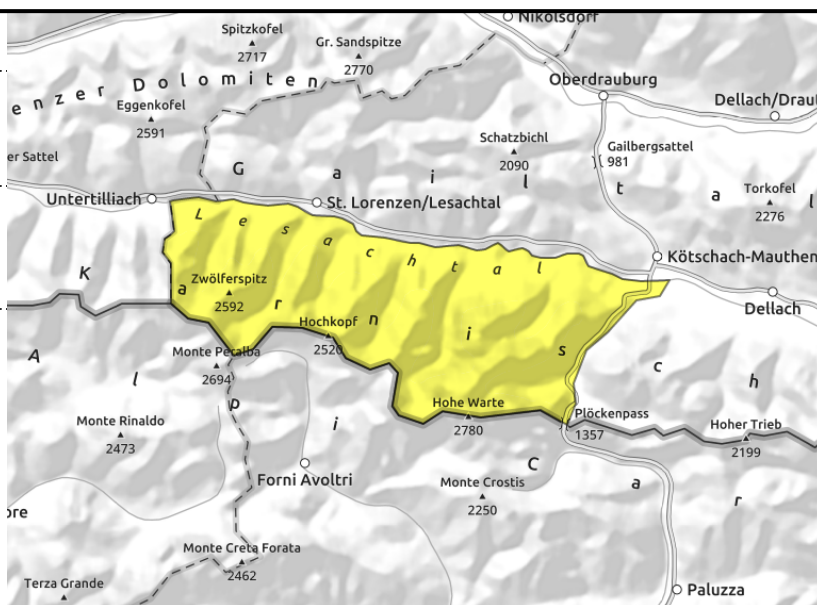 Nikolsdorf
Spitzkofel
2717
Gr. Sandspitze
2770
enzer Dolomiten
Oberdrauburg
Eggenkofel
2591
Dellach/Drau
Schatzbichl
2090
Gailbergsattel
981
er Sattel
Gailtal
Torkofel
2276
Untertilliach
St. Lorenzen/Lesachtal
Lesachtal
Kötschach-Mauthen
K a r n i s c h
Zwölferspitz
2592
Dellach
Hochkopf
2520
A l p i
Monte Peralba
2694
Hohe Warte
2780
Plöckenpass
1357
Monte Rinaldo
2473
Hoher Trieb
2199
C a r
Forni Avoltri
Monte Crostis
2250
ore
Monte Creta Forata
2462
Terza Grande
Paluzza